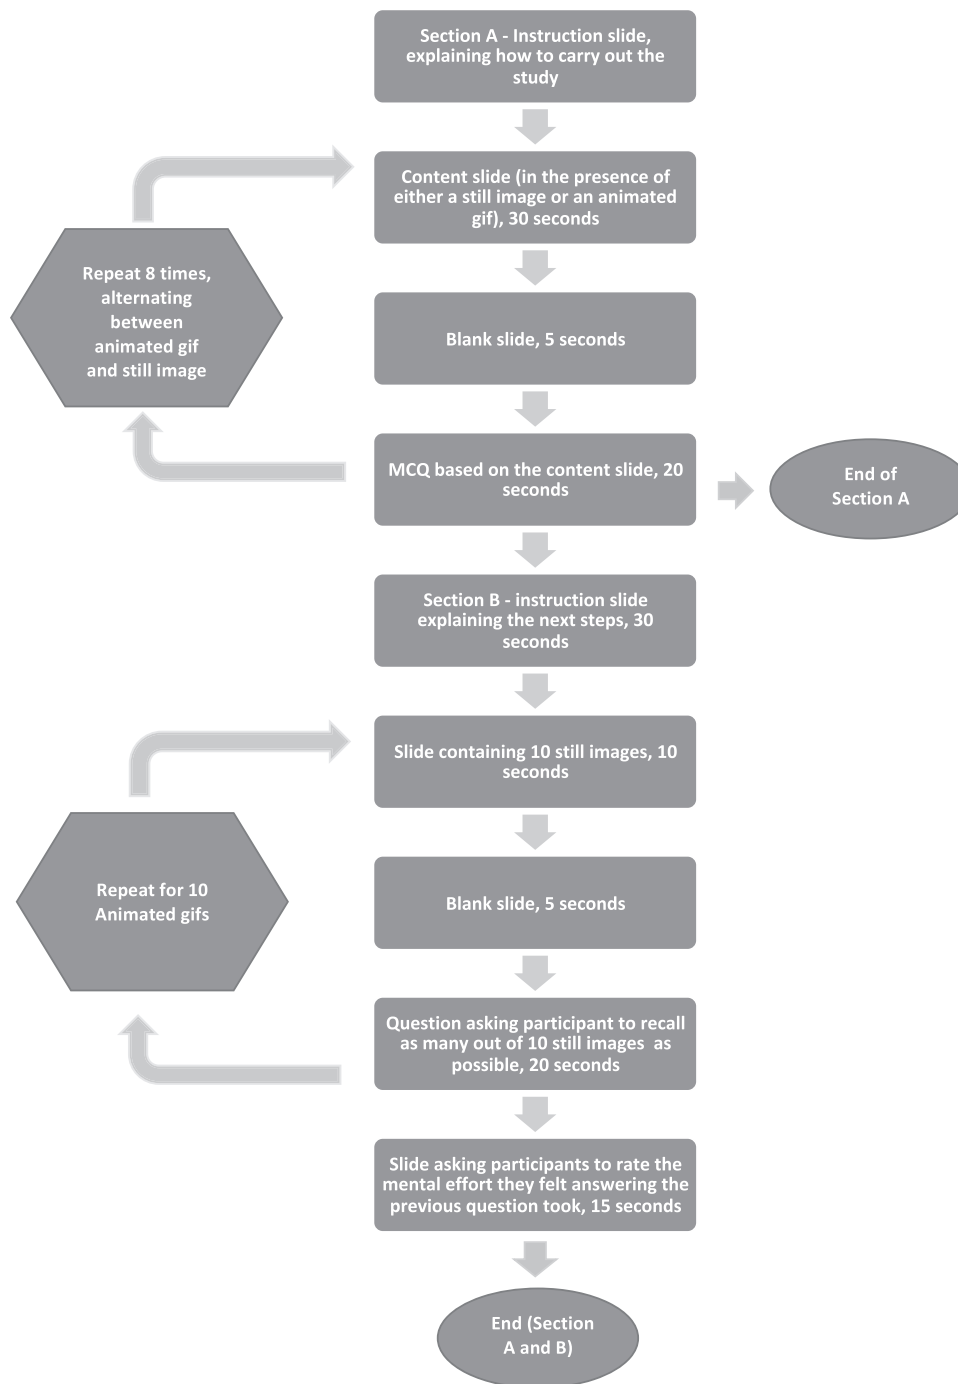 Section A - Instruction slide,
explaining how to carry out the
study
Content slide (in the presence of
either a still image or an animated
gif), 30 seconds
Repeat 8 times,
alternating
between
animated gif
and still image
Blank slide, 5 seconds
MCQ based on the content slide, 20
seconds
End of
Section A
Section B - instruction slide
explaining the next steps, 30
seconds
Slide containing 10 still images, 10
seconds
Repeat for 10
Animated gifs
Blank slide, 5 seconds
Question asking participant to recall
as many out of 10 still images as
possible, 20 seconds
Slide asking participants to rate the
mental effort they felt answering the
previous question took, 15 seconds
End (Section
A and B)